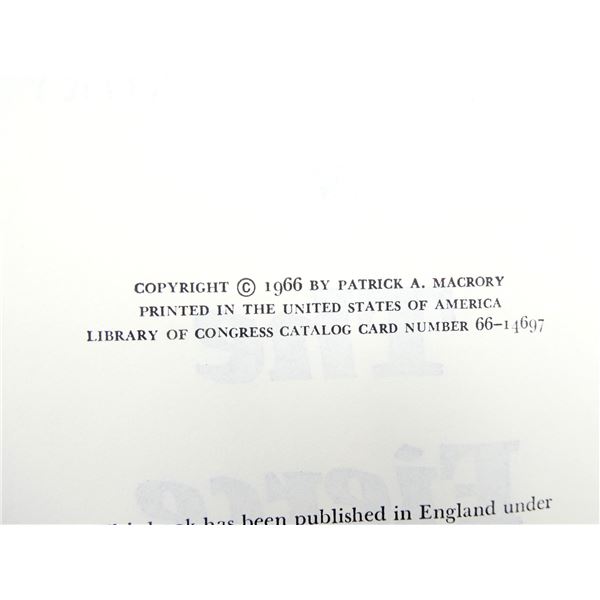 COPYRIGHT © 1966 BY PATRICK A. MACRORY
PRINTED IN THE UNITED STATES OF AMERICA
LIBRARY OF CONGRESS CATALOG CARD NUMBER 66-14697
has been published in England under